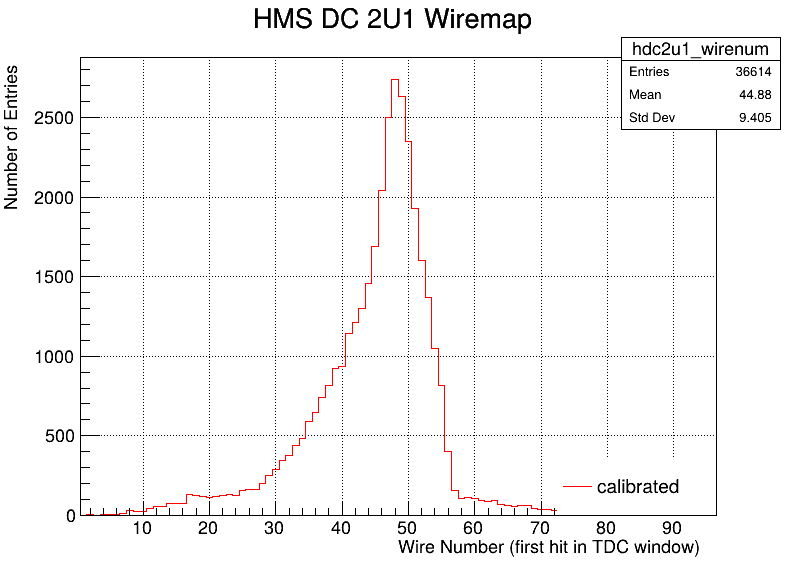 HMS DC 2U1 Wiremap
hdc2u1_wirenum
Entries 36614
Mean 44.88
Std Dev 9.405
Number of Entries
2500
2000
1500
1000
500
0
calibrated
10 20 30 40 50 60 70 80 90
Wire Number (first hit in TDC window)